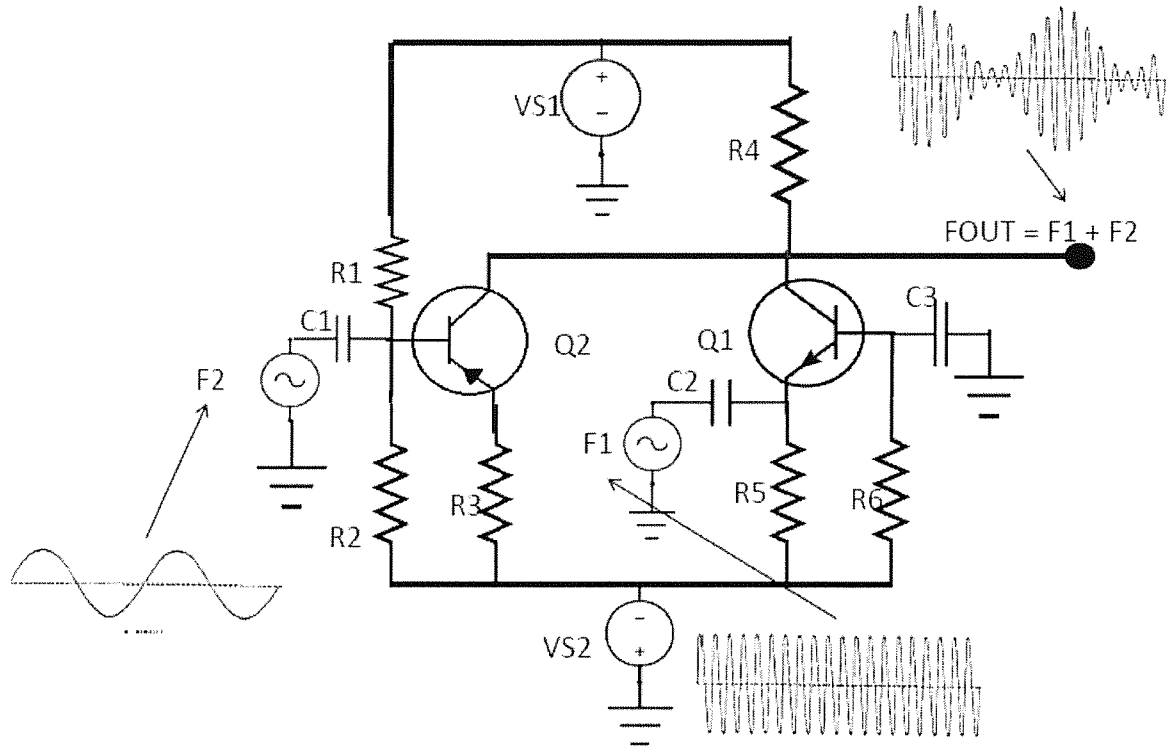 VS1
R4
FOUT = F1 + F2
R1
C3
C1
Q2
Q1
F2
C2
F1
R5
R6
R3
R2
VS2
+
−
−
+